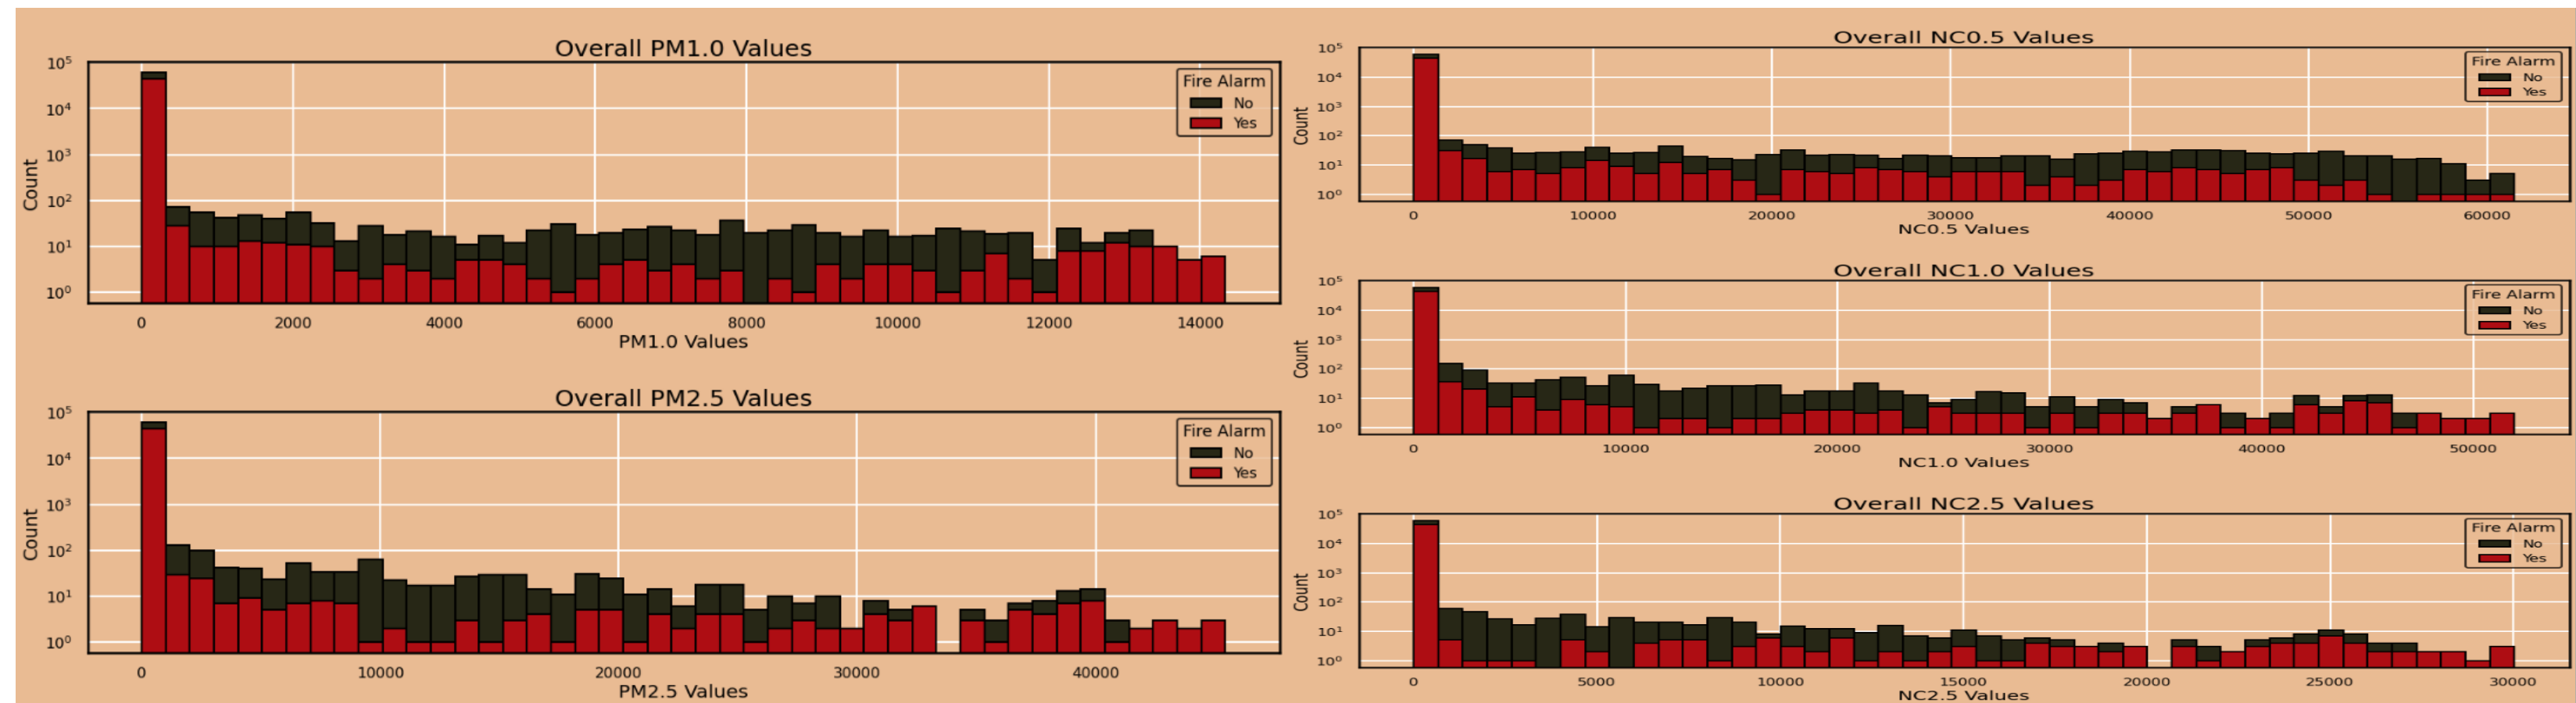 Overall PM1.0 Values
Count
10⁵
10⁴
10³
10²
10¹
10⁰
Fire Alarm
No
Yes
0 2000 4000 6000 8000 10000 12000 14000
PM1.0 Values
Overall PM2.5 Values
Count
10⁵
10⁴
10³
10²
10¹
10⁰
Fire Alarm
No
Yes
0 10000 20000 30000 40000
PM2.5 Values
Overall NC0.5 Values
Count
10⁵
10⁴
10³
10²
10¹
10⁰
Fire Alarm
No
Yes
0 10000 20000 30000 40000 50000 60000
NC0.5 Values
Overall NC1.0 Values
Count
10⁵
10⁴
10³
10²
10¹
10⁰
Fire Alarm
No
Yes
0 10000 20000 30000 40000 50000
NC1.0 Values
Overall NC2.5 Values
Count
10⁵
10⁴
10³
10²
10¹
10⁰
Fire Alarm
No
Yes
0 5000 10000 15000 20000 25000 30000
NC2.5 Values